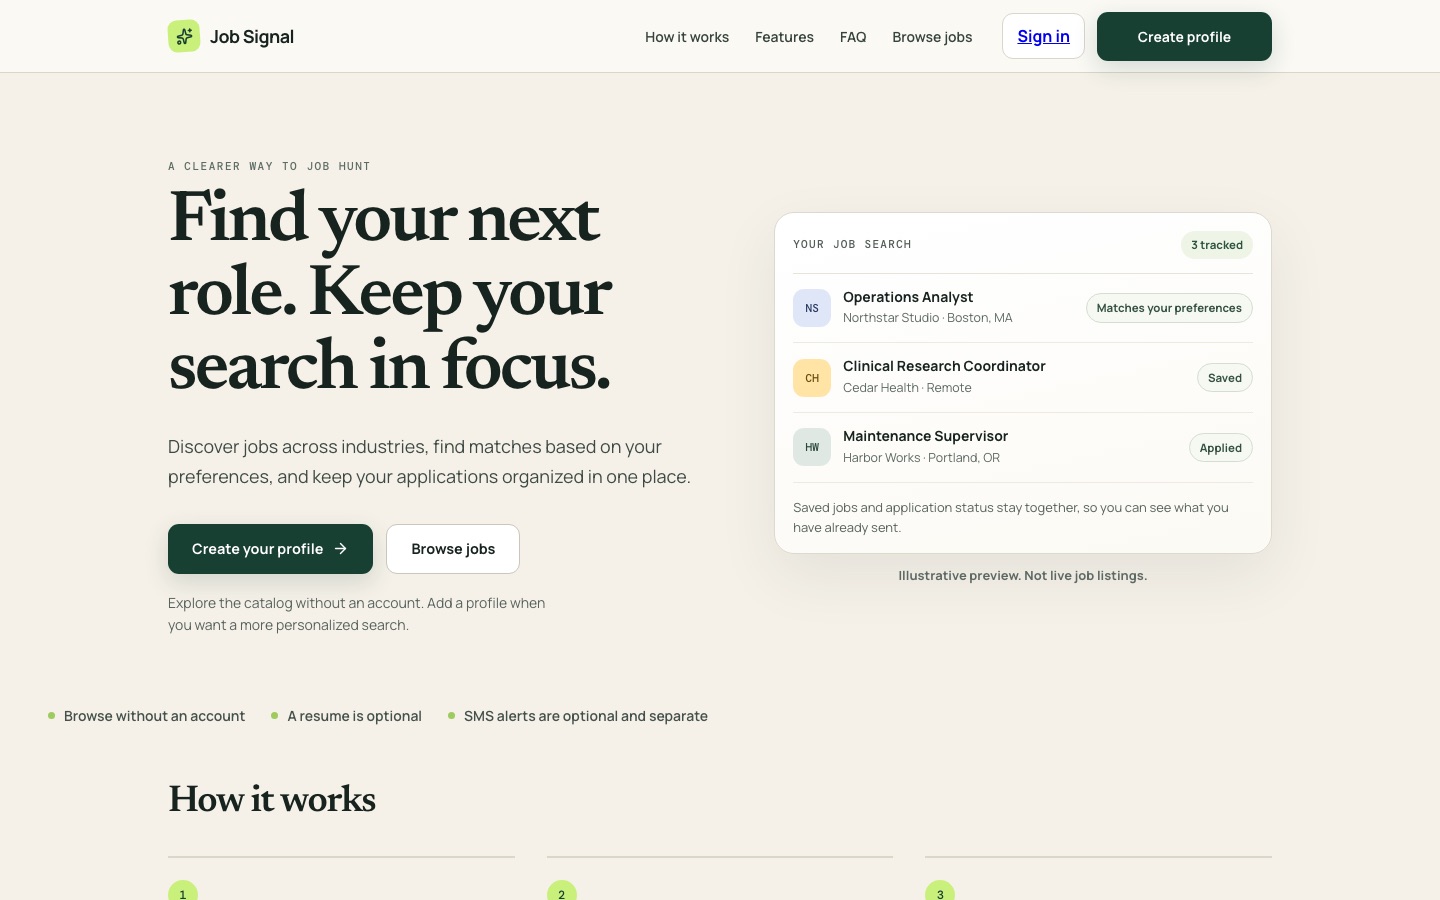 Job Signal
How it works
Features
FAQ
Browse jobs
Sign in
Create profile
A CLEARER WAY TO JOB HUNT
Find your next
role. Keep your
search in focus.
Discover jobs across industries, find matches based on your
preferences, and keep your applications organized in one place.
Create your profile
Browse jobs
Explore the catalog without an account. Add a profile when
you want a more personalized search.
YOUR JOB SEARCH
3 tracked
NS
Operations Analyst
Northstar Studio · Boston, MA
Matches your preferences
CH
Clinical Research Coordinator
Cedar Health · Remote
Saved
HW
Maintenance Supervisor
Harbor Works · Portland, OR
Applied
Saved jobs and application status stay together, so you can see what you
have already sent.
Illustrative preview. Not live job listings.
Browse without an account
A resume is optional
SMS alerts are optional and separate
How it works
1
2
3